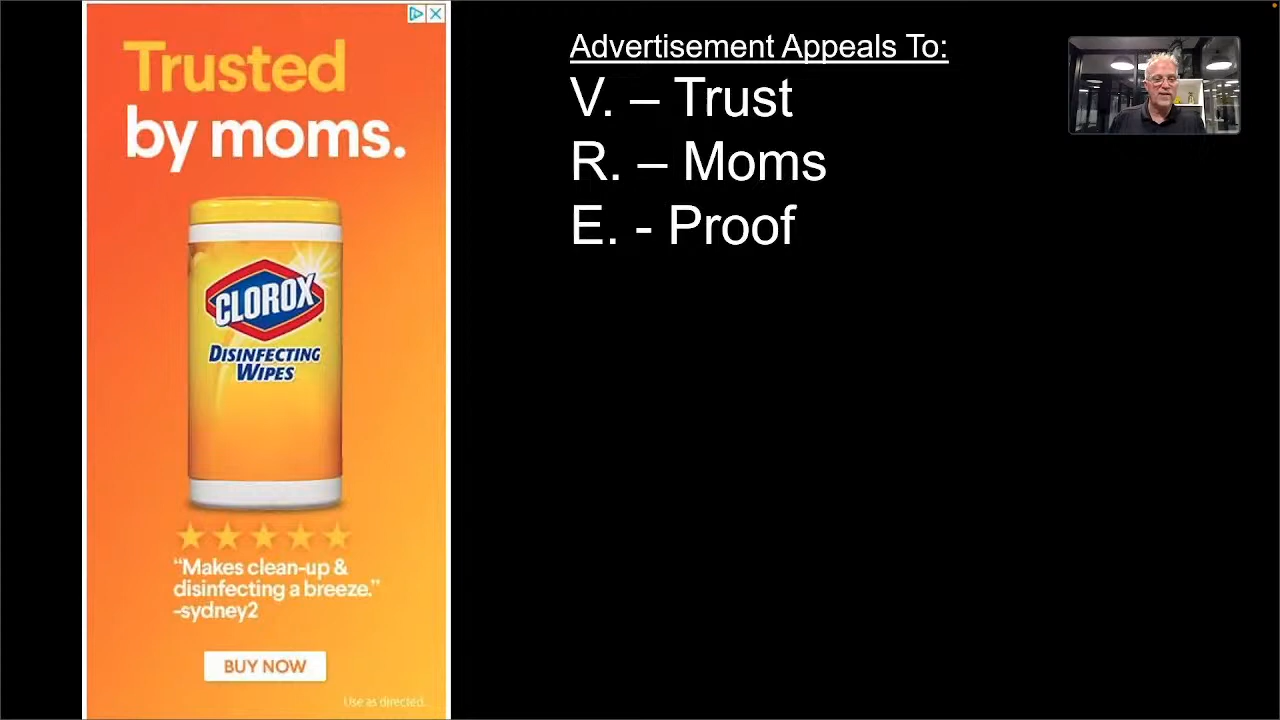 Trusted
by moms.
CLOROX
DISINFECTING
WIPES
“Makes clean-up &
disinfecting a breeze.”
-sydney2
BUY NOW
Use as directed.
Advertisement Appeals To:
V. – Trust
R. – Moms
E. - Proof